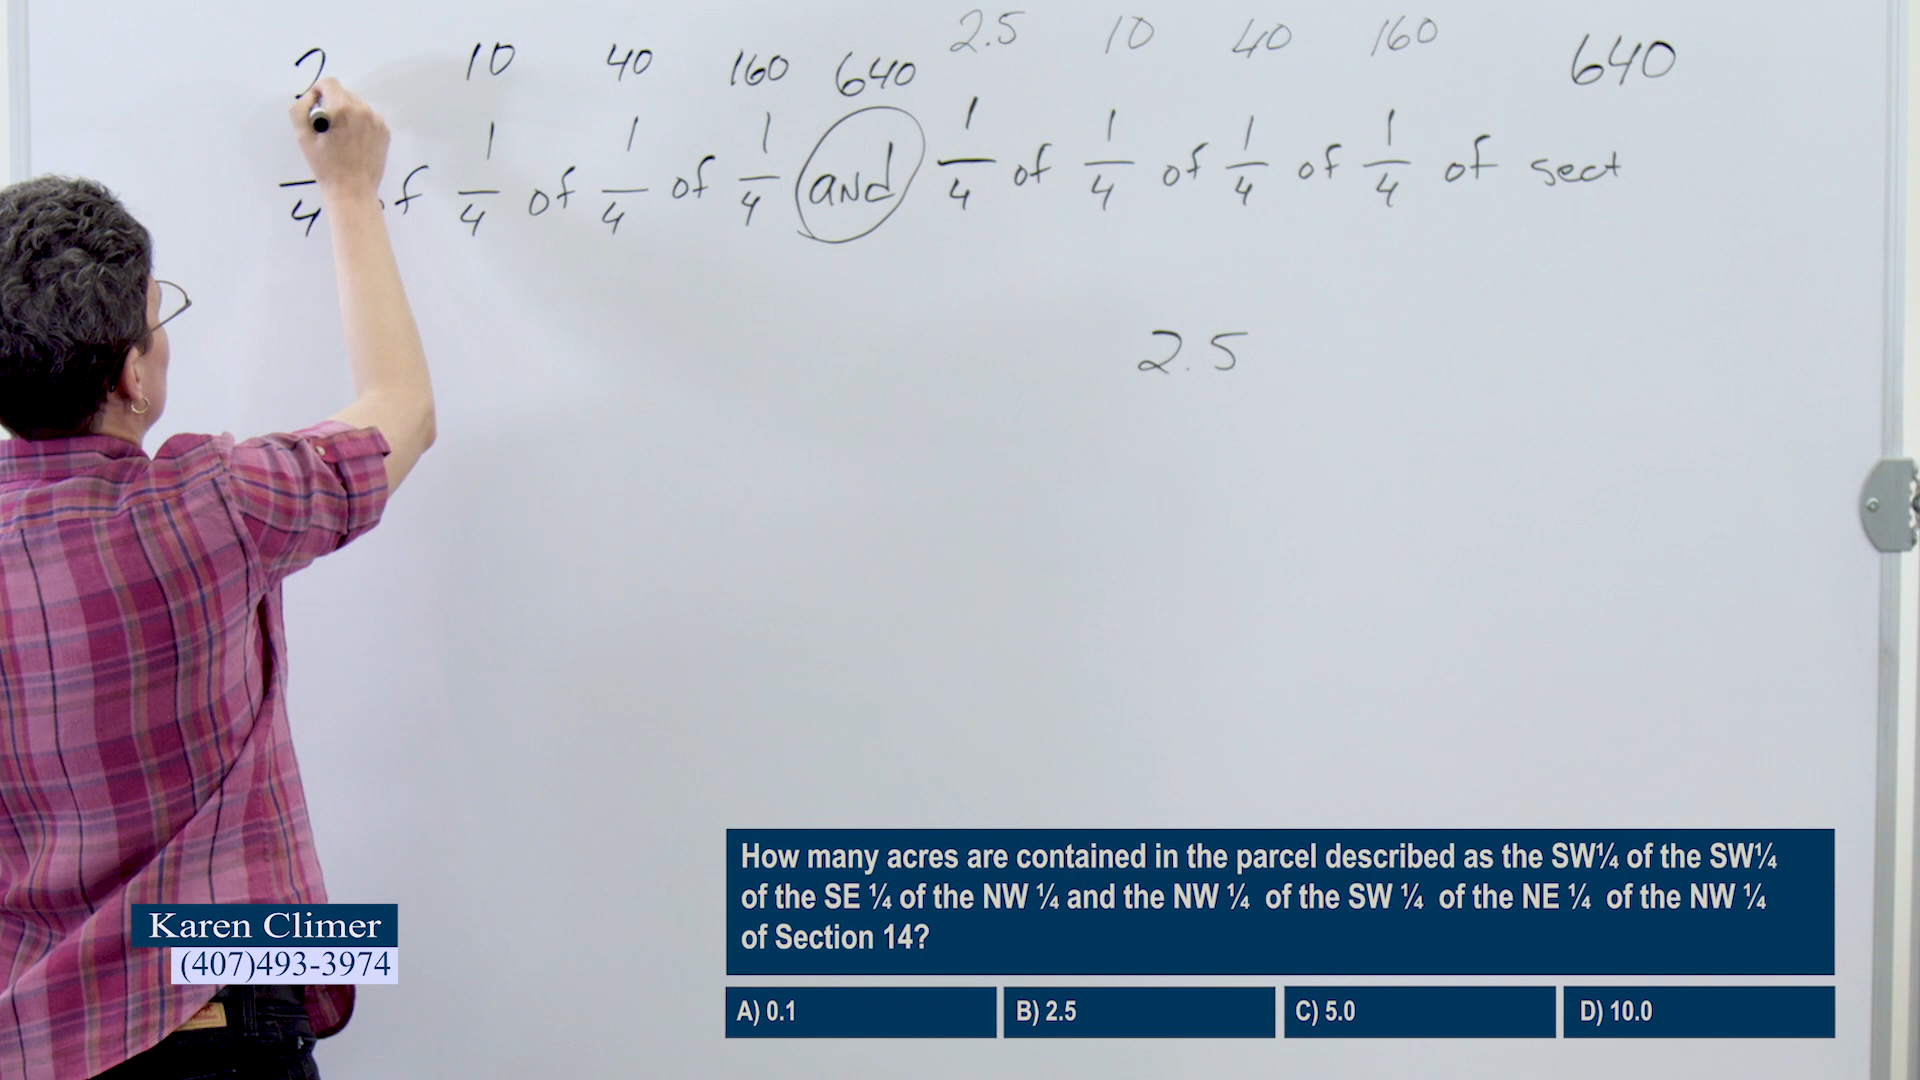 2 10 40 160 640 2.5 10 40 160 640
1/4 of 1/4 of 1/4 of 1/4 and 1/4 of 1/4 of 1/4 of 1/4 of sect
2.5
How many acres are contained in the parcel described as the SW¼ of the SW¼
of the SE ¼ of the NW ¼ and the NW ¼ of the SW ¼ of the NE ¼ of the NW ¼
of Section 14?
A) 0.1
B) 2.5
C) 5.0
D) 10.0
Karen Climer
(407)493-3974